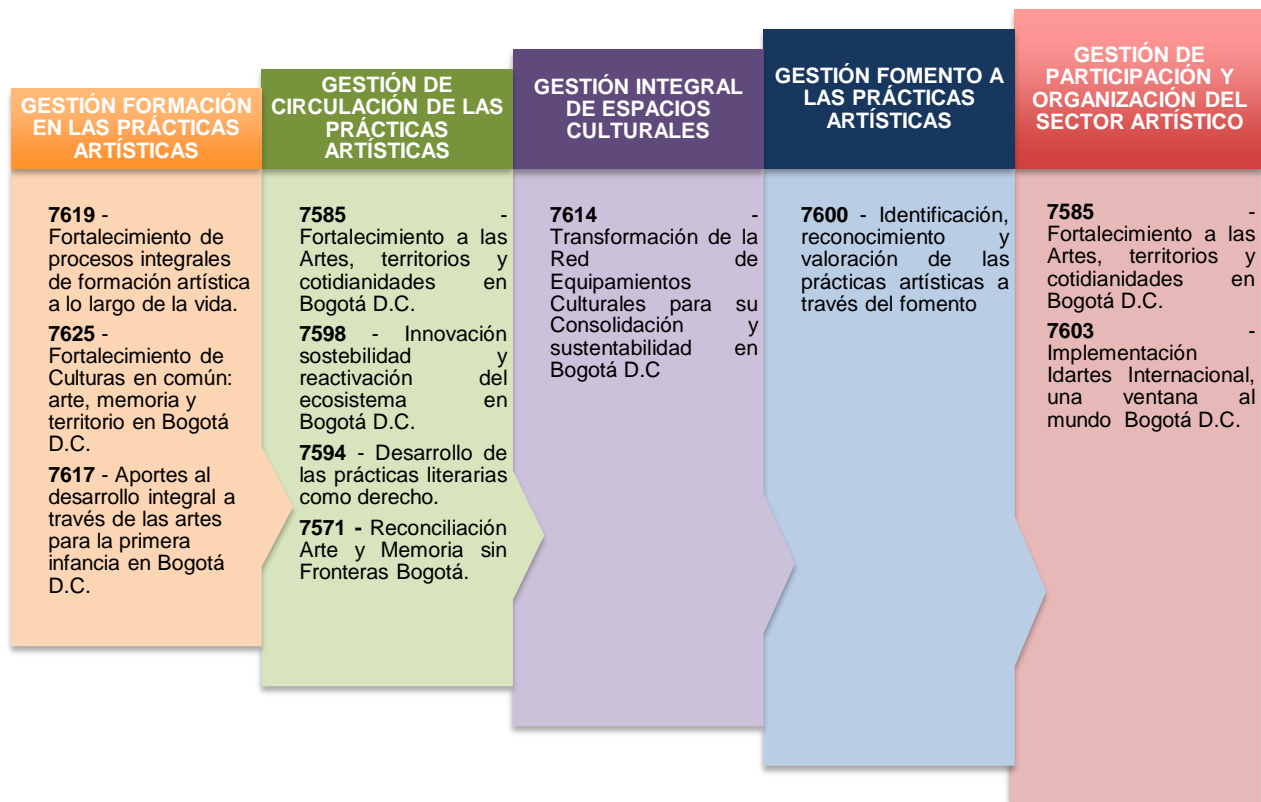 GESTIÓN FORMACIÓN
EN LAS PRÁCTICAS
ARTÍSTICAS
7619 -
Fortalecimiento de
procesos integrales
de formación artística
a lo largo de la vida.
7625 -
Fortalecimiento de
Culturas en común:
arte, memoria y
territorio en Bogotá
D.C.
7617 - Aportes al
desarrollo integral a
través de las artes
para la primera
infancia en Bogotá
D.C.
GESTIÓN DE
CIRCULACIÓN DE LAS
PRÁCTICAS
ARTÍSTICAS
7585 -
Fortalecimiento a las
Artes, territorios y
cotidianidades en
Bogotá D.C.
7598 - Innovación
sostebilidad y
reactivación del
ecosistema en
Bogotá D.C.
7594 - Desarrollo de
las prácticas literarias
como derecho.
7571 - Reconciliación
Arte y Memoria sin
Fronteras Bogotá.
GESTIÓN INTEGRAL
DE ESPACIOS
CULTURALES
7614 -
Transformación de la
Red de
Equipamientos
Culturales para su
Consolidación y
sustentabilidad en
Bogotá D.C
GESTIÓN FOMENTO A
LAS PRÁCTICAS
ARTÍSTICAS
7600 - Identificación,
reconocimiento y
valoración de las
prácticas artísticas a
través del fomento
GESTIÓN DE
PARTICIPACIÓN Y
ORGANIZACIÓN DEL
SECTOR ARTÍSTICO
7585 -
Fortalecimiento a las
Artes, territorios y
cotidianidades en
Bogotá D.C.
7603 -
Implementación
Idartes Internacional,
una ventana al
mundo Bogotá D.C.